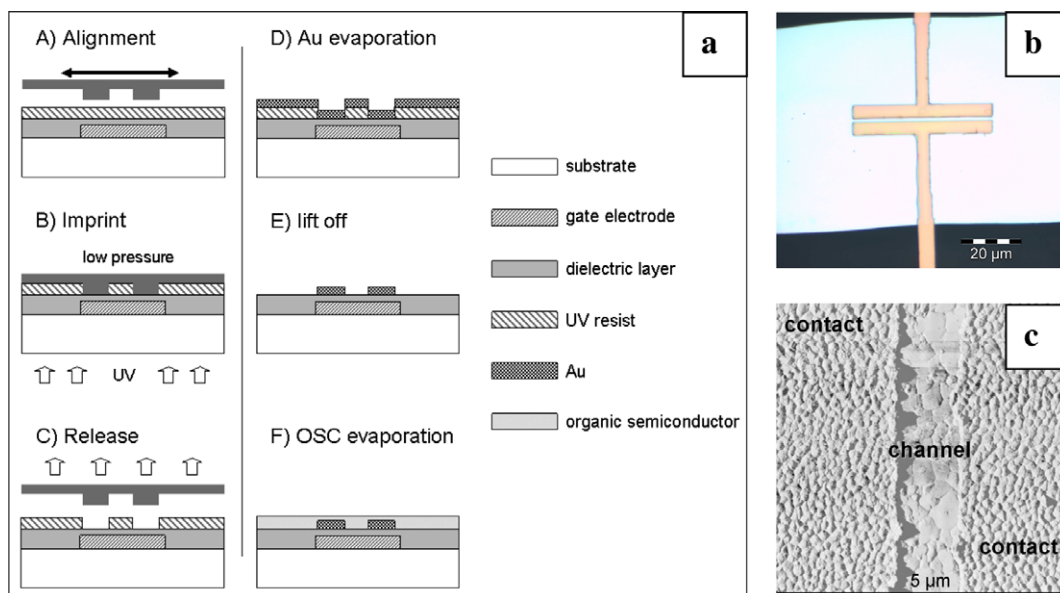 A) Alignment
B) Imprint
low pressure
UV
C) Release
D) Au evaporation
E) lift off
F) OSC evaporation
substrate
gate electrode
dielectric layer
UV resist
Au
organic semiconductor
a
b
20 µm
c
contact
channel
contact
5 µm